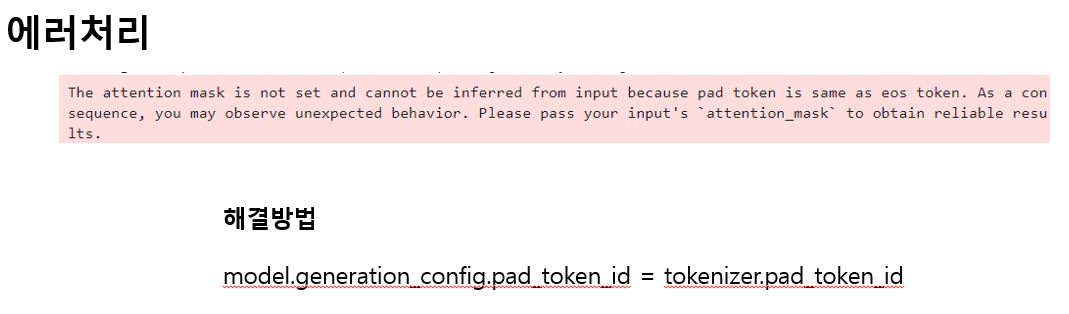 에러처리
The attention mask is not set and cannot be inferred from input because pad token is same as eos token. As a con
sequence, you may observe unexpected behavior. Please pass your input's `attention_mask` to obtain reliable resu
lts.
해결방법
model.generation_config.pad_token_id = tokenizer.pad_token_id